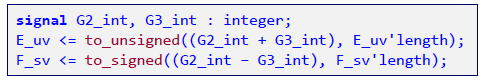 signal G2_int, G3_int : integer;
E_uv <= to_unsigned((G2_int + G3_int), E_uv'length);
F_sv <= to_signed((G2_int - G3_int), F_sv'length);